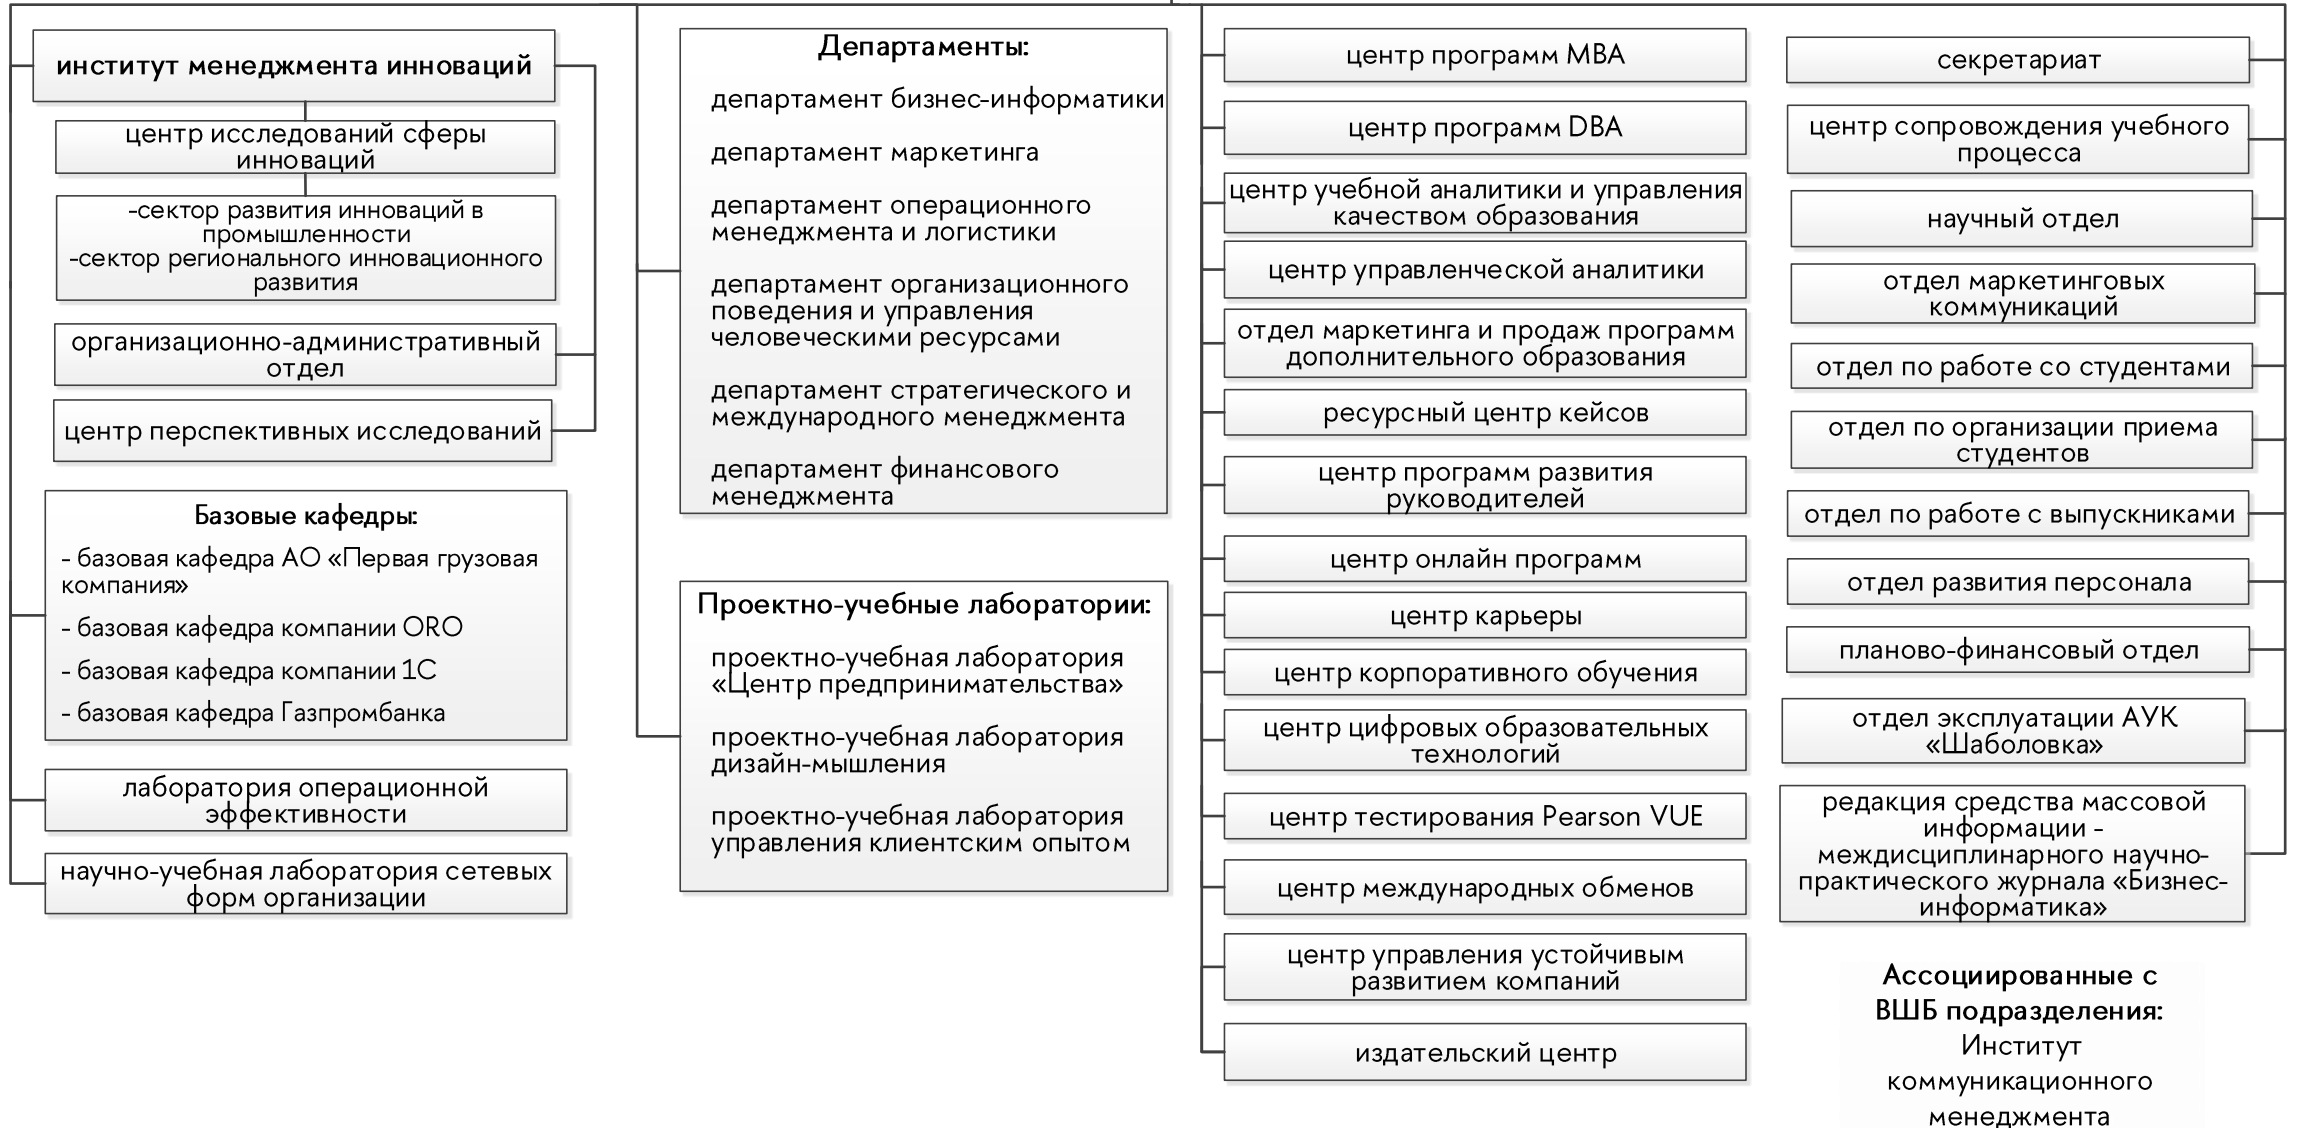 институт менеджмента инноваций
центр исследований сферы
инноваций
-сектор развития инноваций в
промышленности
-сектор регионального инновационного
развития
организационно-административный
отдел
центр перспективных исследований
Базовые кафедры:
- базовая кафедра АО «Первая грузовая
компания»
- базовая кафедра компании ORO
- базовая кафедра компании 1С
- базовая кафедра Газпромбанка
лаборатория операционной
эффективности
научно-учебная лаборатория сетевых
форм организации
Департаменты:
департамент бизнес-информатики
департамент маркетинга
департамент операционного
менеджмента и логистики
департамент организационного
поведения и управления
человеческими ресурсами
департамент стратегического и
международного менеджмента
департамент финансового
менеджмента
Проектно-учебные лаборатории:
проектно-учебная лаборатория
«Центр предпринимательства»
проектно-учебная лаборатория
дизайн-мышления
проектно-учебная лаборатория
управления клиентским опытом
центр программ MBA
центр программ DBA
центр учебной аналитики и управления
качеством образования
центр управленческой аналитики
отдел маркетинга и продаж программ
дополнительного образования
ресурсный центр кейсов
центр программ развития
руководителей
центр онлайн программ
центр карьеры
центр корпоративного обучения
центр цифровых образовательных
технологий
центр тестирования Pearson VUE
центр международных обменов
центр управления устойчивым
развитием компаний
издательский центр
секретариат
центр сопровождения учебного
процесса
научный отдел
отдел маркетинговых
коммуникаций
отдел по работе со студентами
отдел по организации приема
студентов
отдел по работе с выпускниками
отдел развития персонала
планово-финансовый отдел
отдел эксплуатации АУК
«Шаболовка»
редакция средства массовой
информации -
междисциплинарного научно-
практического журнала «Бизнес-
информатика»
Ассоциированные с
ВШБ подразделения:
Институт
коммуникационного
менеджмента